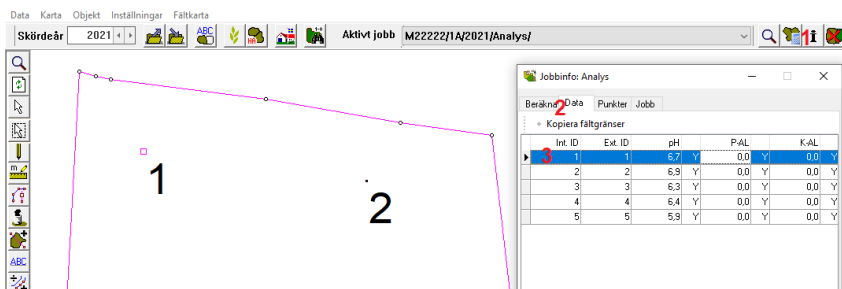 Data Karta Objekt Inställningar Fältkarta
Skördeår 2021 ABC HA Aktivt jobb M22222/1A/2021/Analys/ 1 i
Jobbinfo: Analys
Beräkna Data 2 Punkter Jobb
Kopiera fältgränser
Int. ID Ext. ID pH P-AL K-AL
3 1 1 6,7 Y 0,0 Y 0,0 Y
2 2 6,9 Y 0,0 Y 0,0 Y
3 3 6,3 Y 0,0 Y 0,0 Y
4 4 6,4 Y 0,0 Y 0,0 Y
5 5 5,9 Y 0,0 Y 0,0 Y
1
2
m
ABC